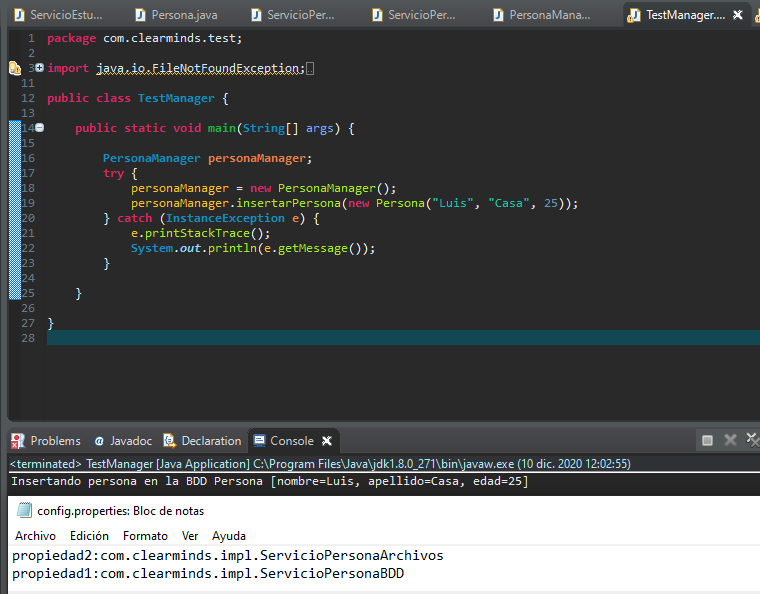 ServicioEstu...
Persona.java
ServicioPer...
ServicioPer...
PersonaMana...
TestManager....
1 package com.clearminds.test;
2
3 import java.io.FileNotFoundException;
11
12 public class TestManager {
13
14 public static void main(String[] args) {
15
16 PersonaManager personaManager;
17 try {
18 personaManager = new PersonaManager();
19 personaManager.insertarPersona(new Persona("Luis", "Casa", 25));
20 } catch (InstanceException e) {
21 e.printStackTrace();
22 System.out.println(e.getMessage());
23 }
24
25 }
26
27 }
28
Problems
@ Javadoc
Declaration
Console
<terminated> TestManager [Java Application] C:\Program Files\Java\jdk1.8.0_271\bin\javaw.exe (10 dic. 2020 12:02:55)
Insertando persona en la BDD Persona [nombre=Luis, apellido=Casa, edad=25]
config.properties: Bloc de notas
Archivo Edición Formato Ver Ayuda
propiedad2:com.clearminds.impl.ServicioPersonaArchivos
propiedad1:com.clearminds.impl.ServicioPersonaBDD